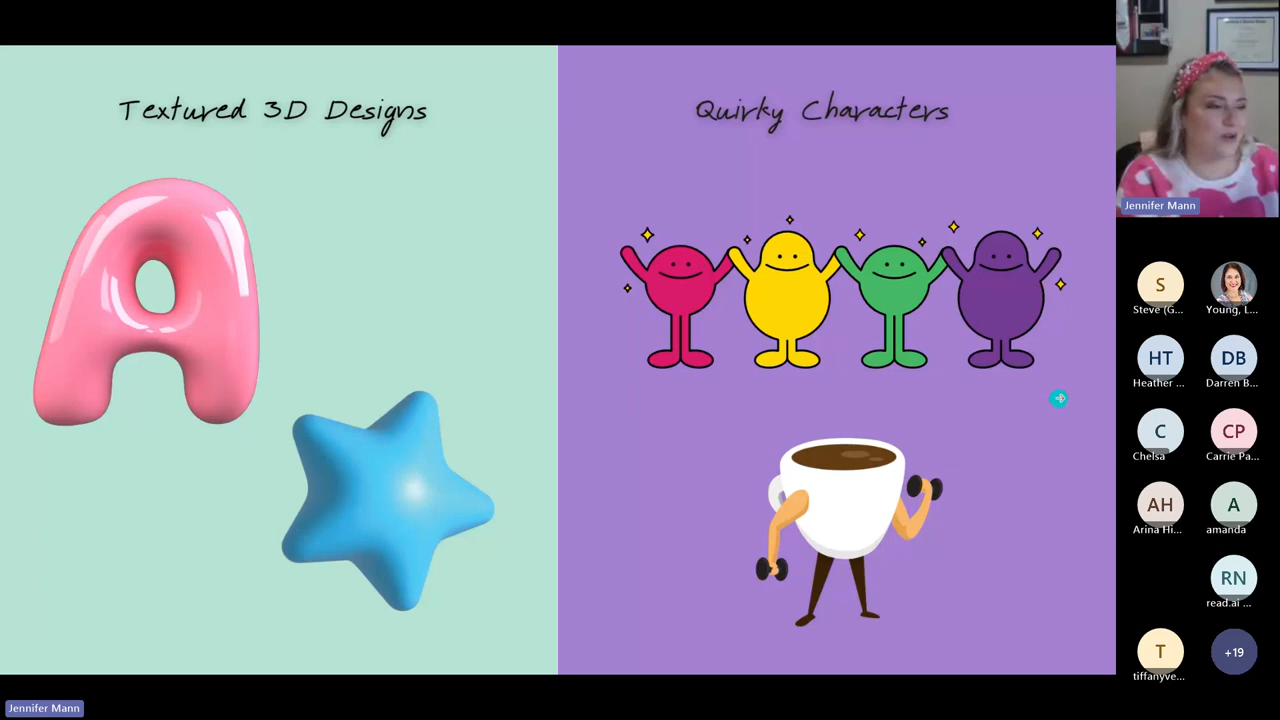 Textured 3D Designs
A
Quirky Characters
Jennifer Mann
S
Steve (G...
Young, L...
HT
Heather ...
DB
Darren B...
C
Chelsa
CP
Carrie Pa...
AH
Arina Hi...
A
amanda
RN
read.ai ...
T
tiffanyve...
+19
Jennifer Mann